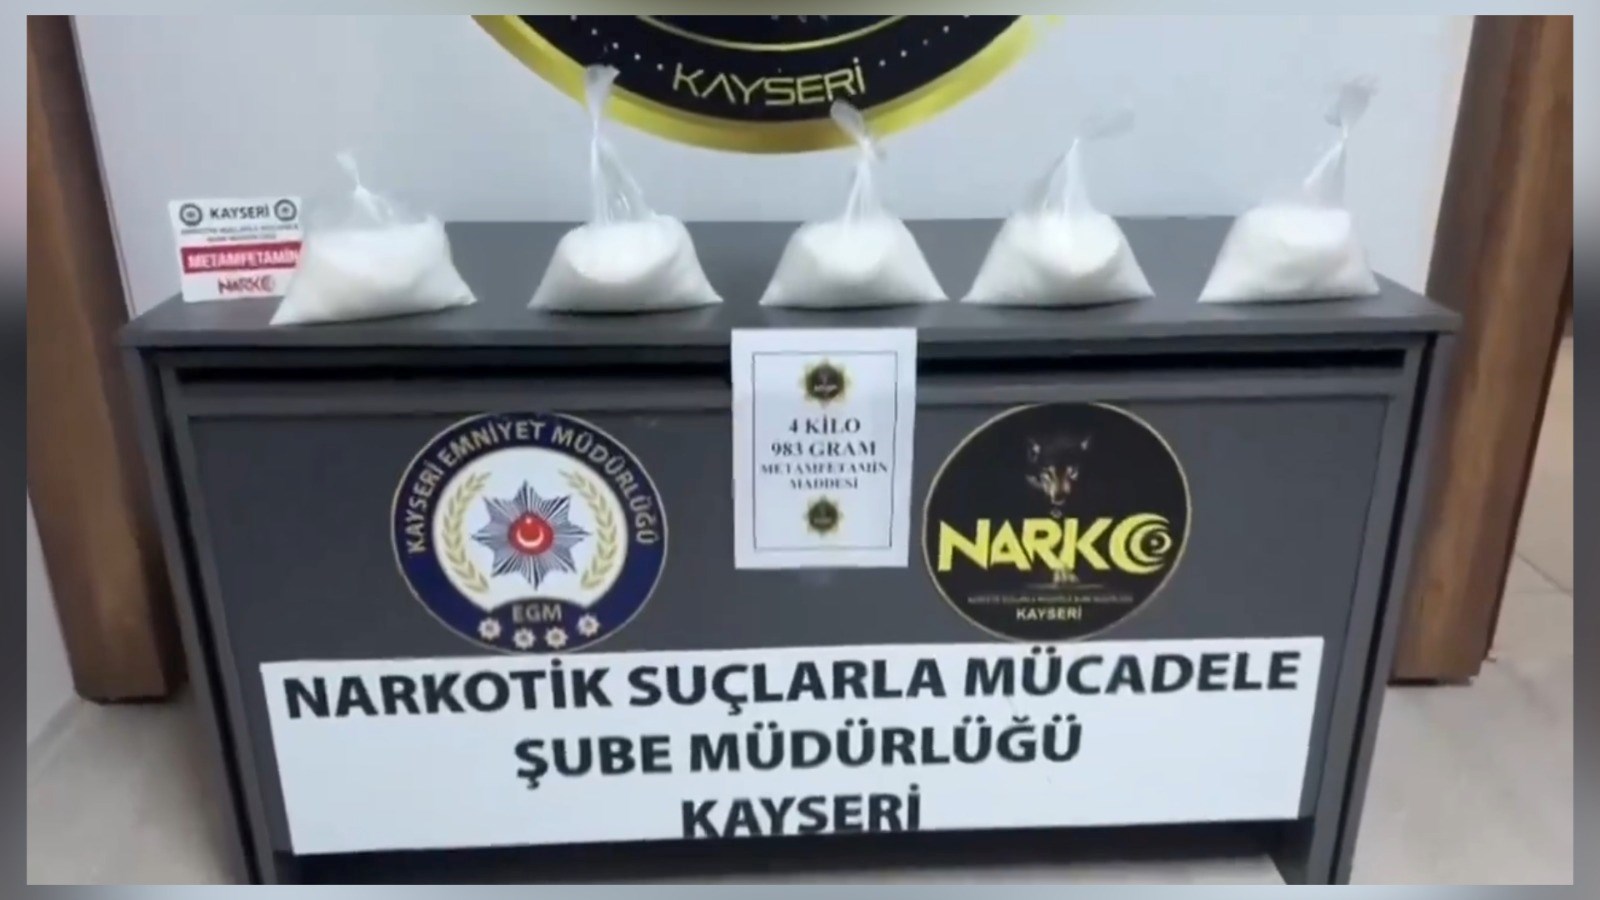 KAYSERİ
KAYSERİ
METAMFETAMİN
NARKO
4 KİLO
983 GRAM
METAMFETAMİN
MADDESİ
KAYSERİ EMNİYET MÜDÜRLÜĞÜ
EGM
NARKO
KAYSERİ
NARKOTİK SUÇLARLA MÜCADELE
ŞUBE MÜDÜRLÜĞÜ
KAYSERİ